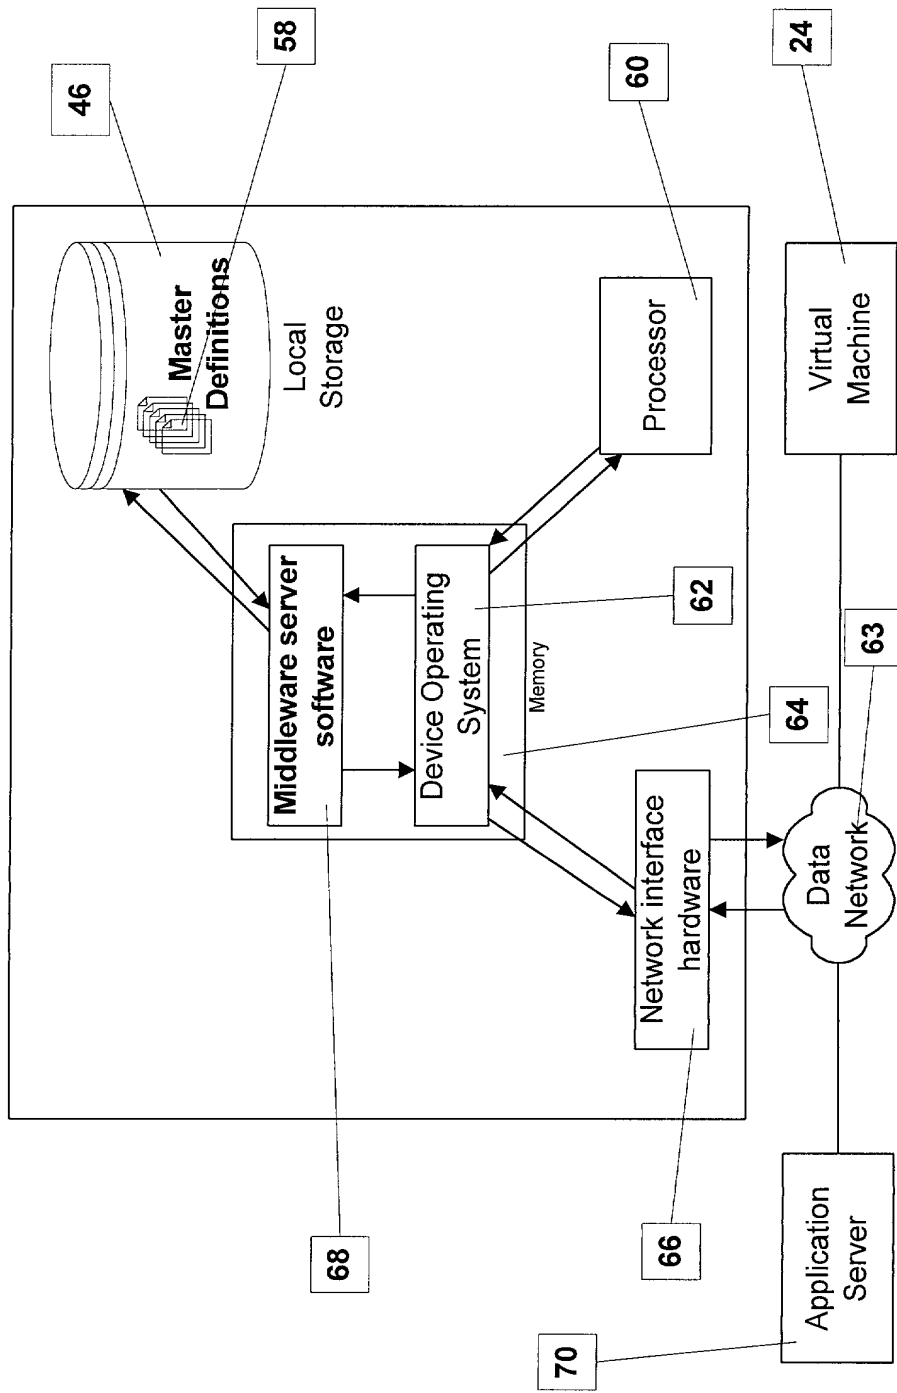 46
58
Master
Definitions
Local
Storage
68
Middleware server
software
Device Operating
System
62
Memory
64
Processor
60
66
Network interface
hardware
70
Application
Server
Data
Network
63
Virtual
Machine
24